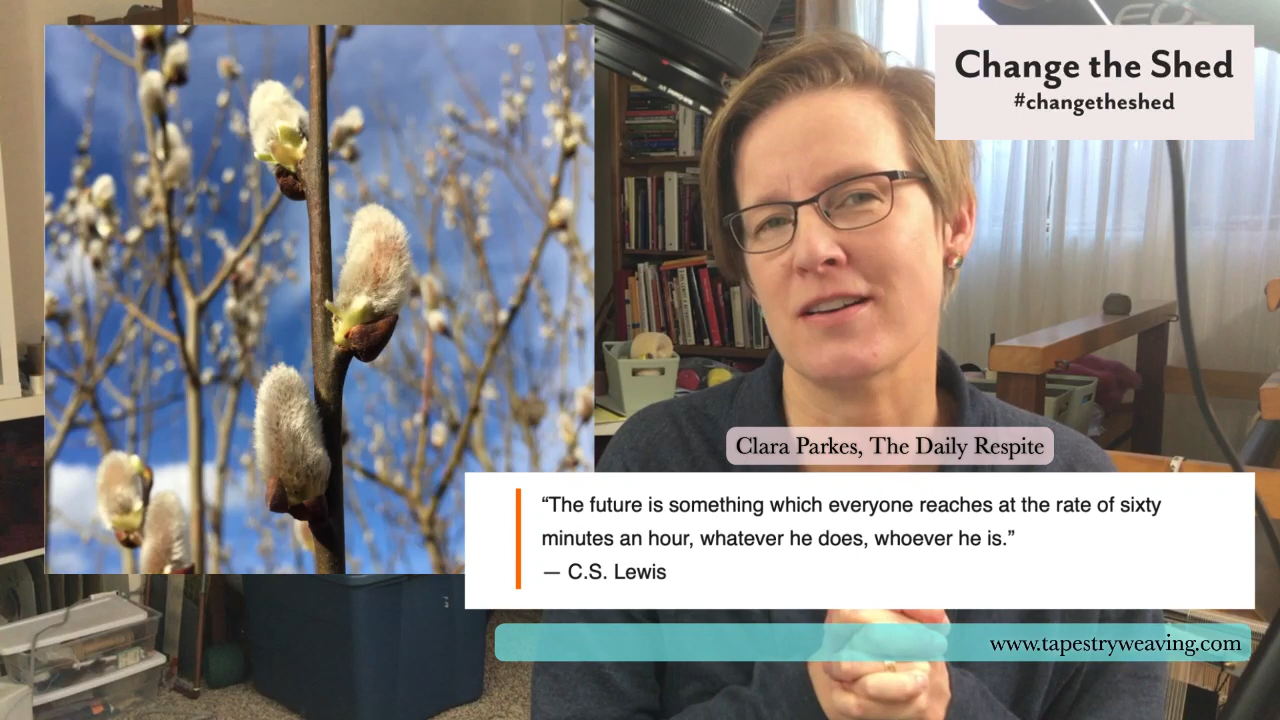 Change the Shed
#changetheshed
Clara Parkes, The Daily Respite
“The future is something which everyone reaches at the rate of sixty
minutes an hour, whatever he does, whoever he is.”
— C.S. Lewis
www.tapestryweaving.com